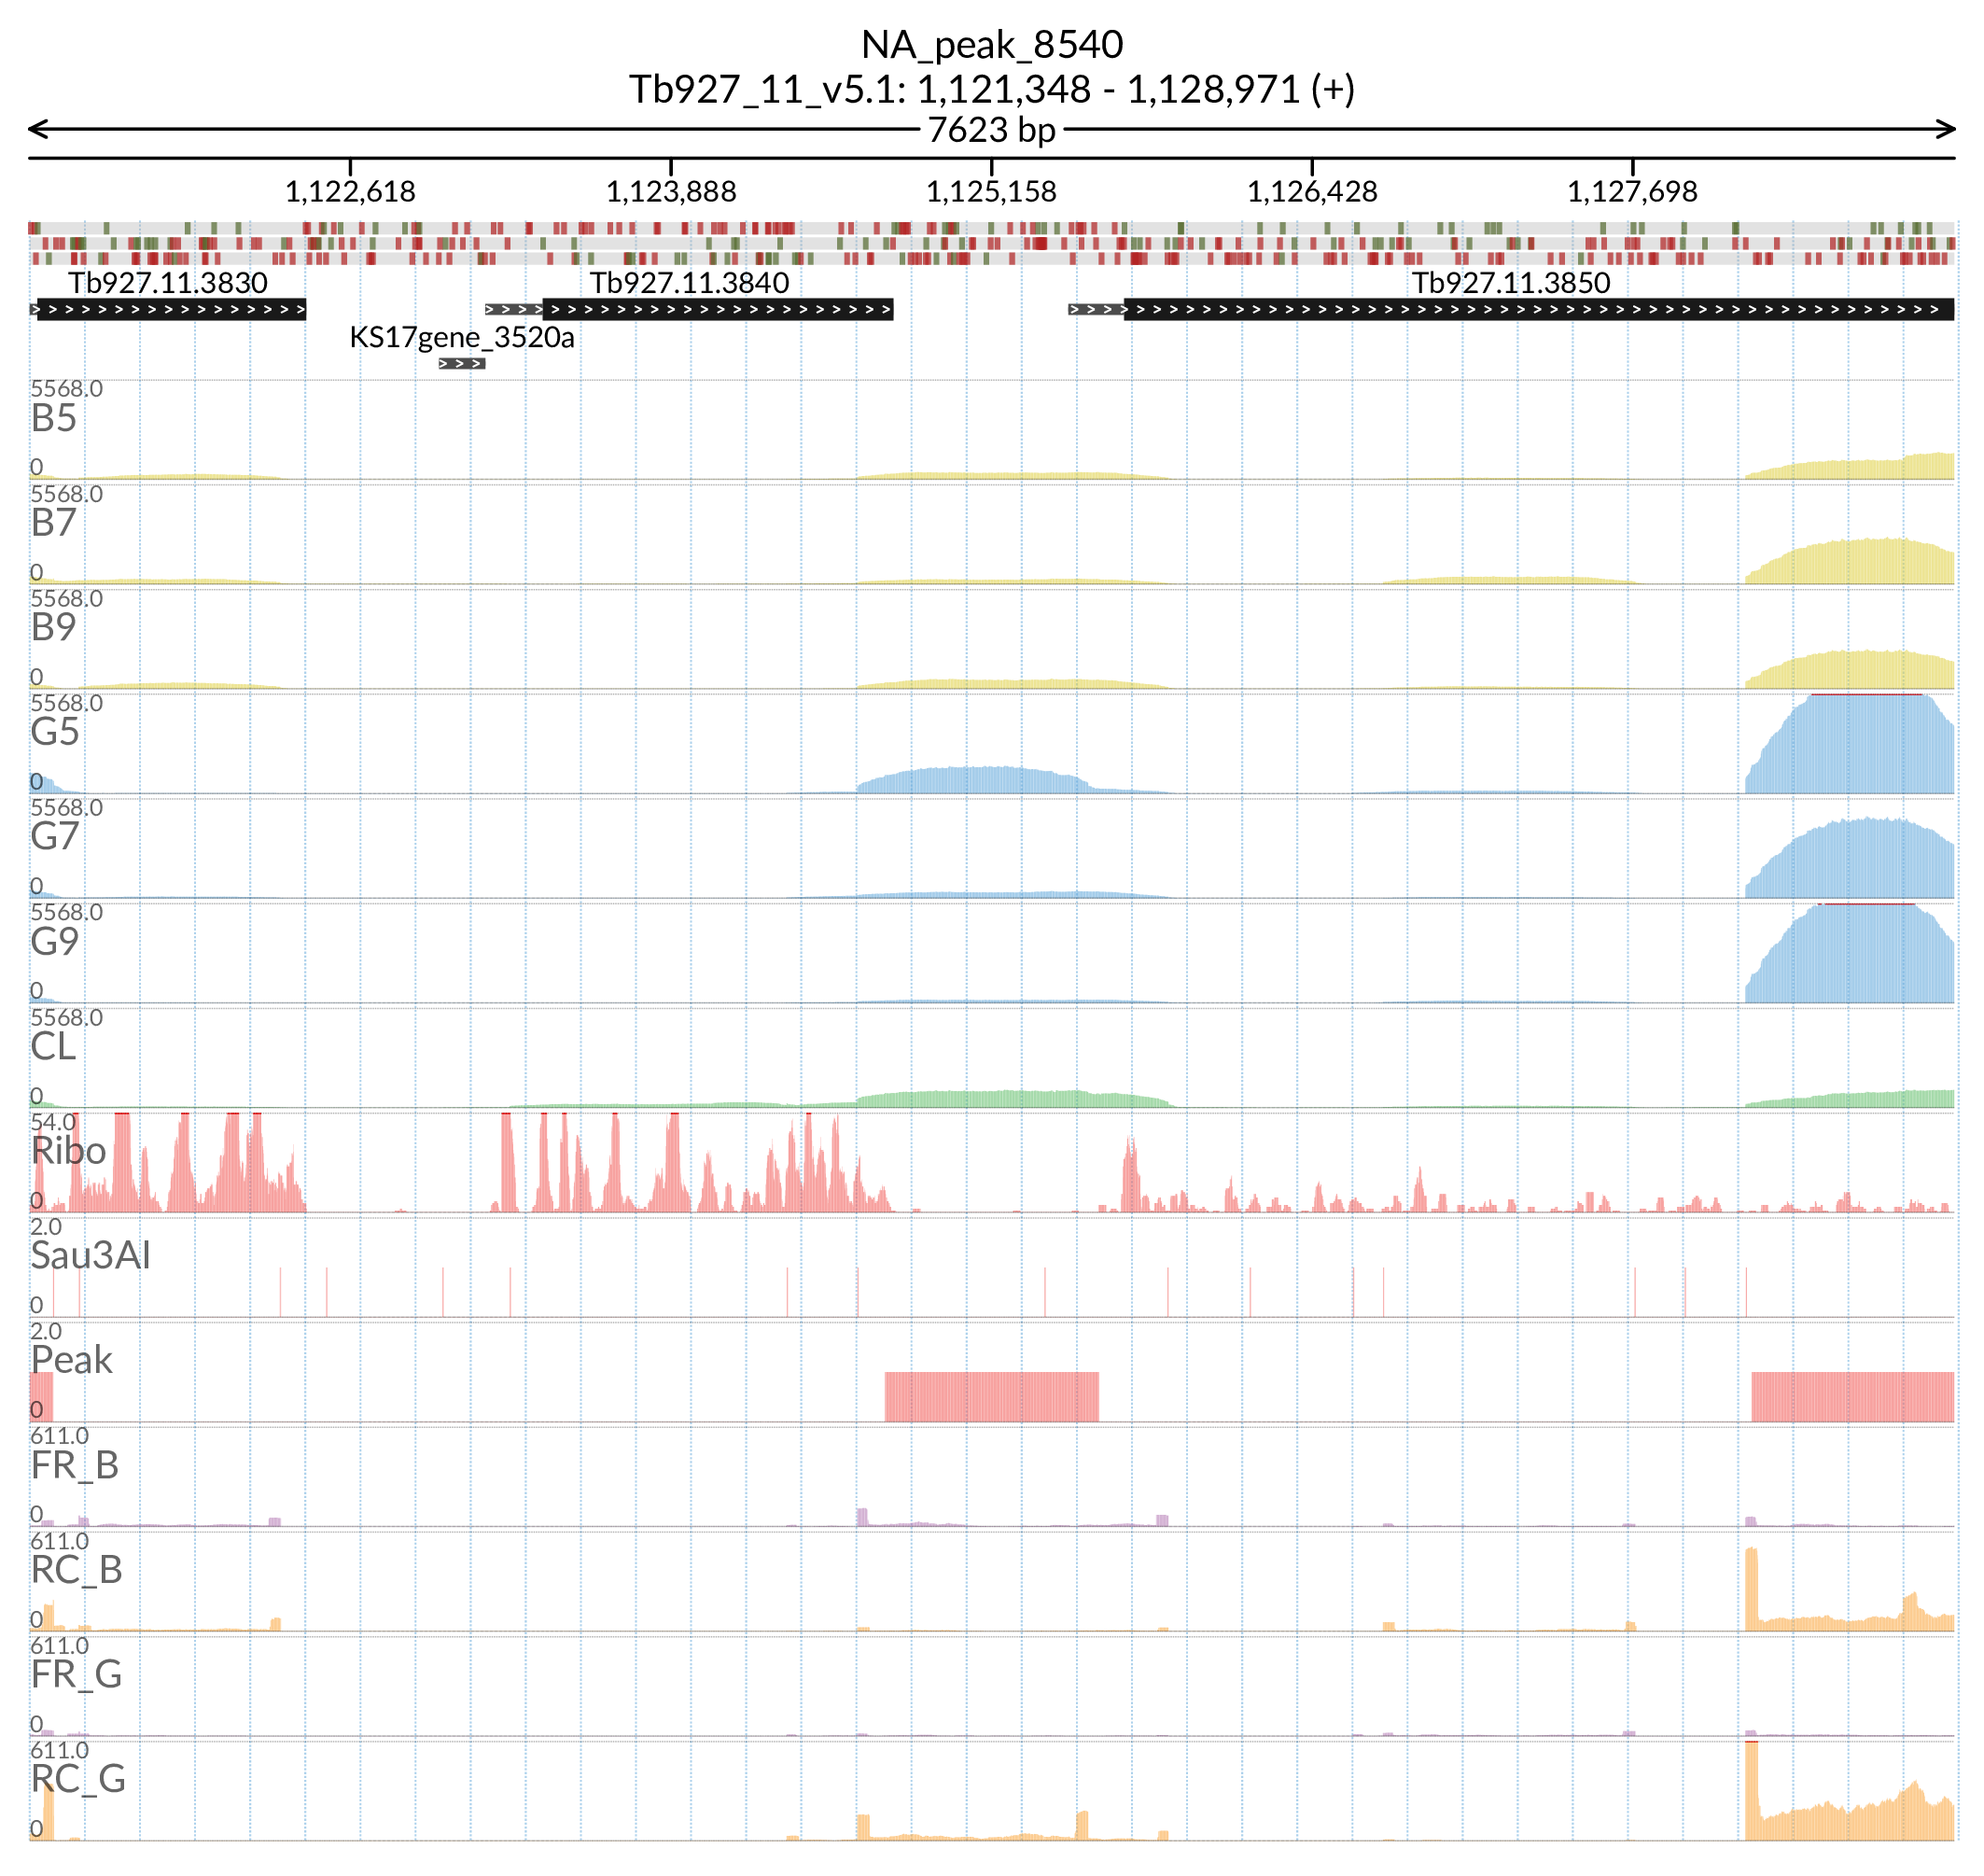 NA_peak_8540
Tb927_11_v5.1: 1,121,348 - 1,128,971 (+)
7623 bp
1,122,618 1,123,888 1,125,158 1,126,428 1,127,698
Tb927.11.3830 Tb927.11.3840 Tb927.11.3850
KS17gene_3520a
5568.0
B5
0
5568.0
B7
0
5568.0
B9
0
5568.0
G5
0
5568.0
G7
0
5568.0
G9
0
5568.0
CL
0
54.0
Ribo
0
2.0
Sau3AI
0
2.0
Peak
0
611.0
FR_B
0
611.0
RC_B
0
611.0
FR_G
0
611.0
RC_G
0